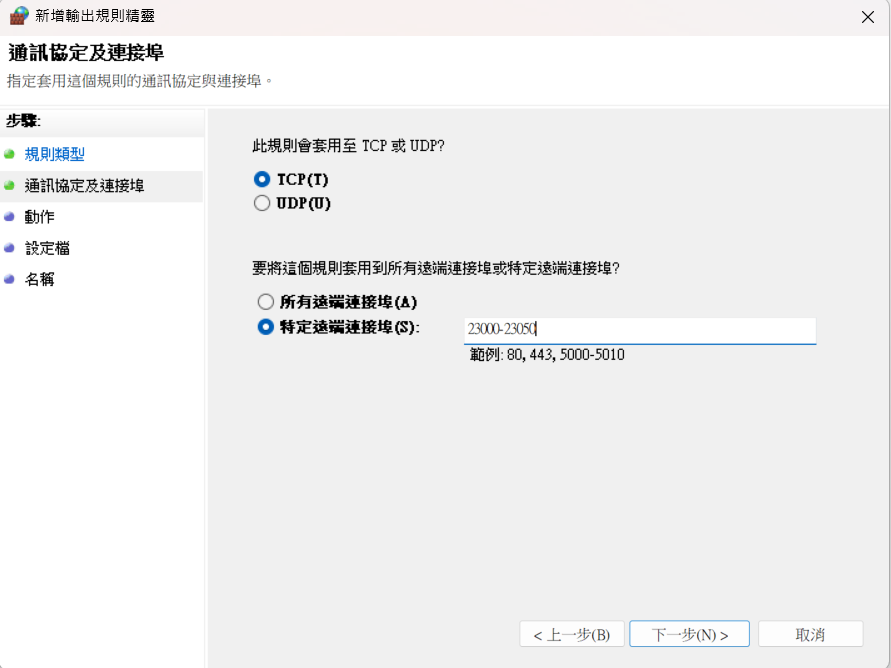 新增輸出規則精靈
通訊協定及連接埠
指定套用這個規則的通訊協定與連接埠。
步驟:
規則類型
通訊協定及連接埠
動作
設定檔
名稱
此規則會套用至 TCP 或 UDP?
TCP(T)
UDP(U)
要將這個規則套用到所有遠端連接埠或特定遠端連接埠?
所有遠端連接埠(A)
特定遠端連接埠(S): 23000-23050
範例: 80, 443, 5000-5010
< 上一步(B) 下一步(N) > 取消